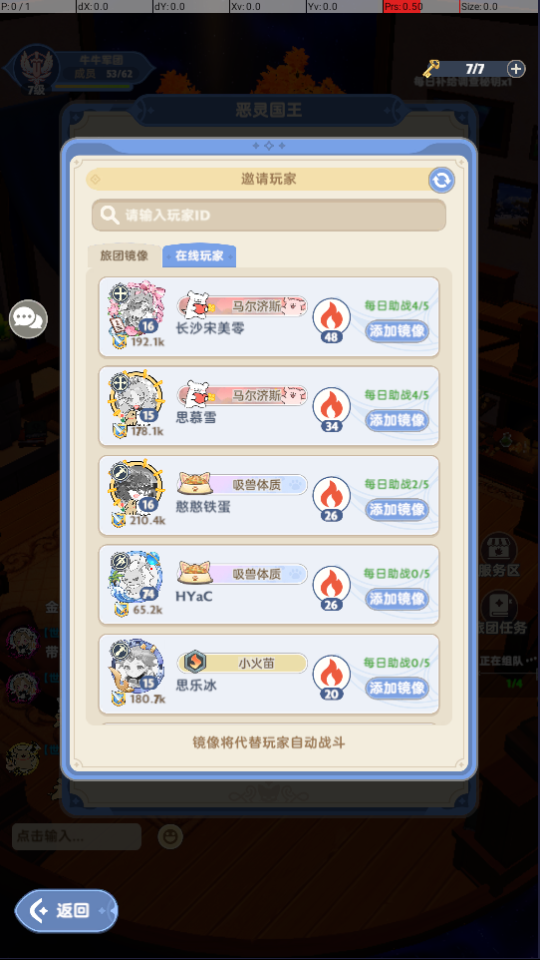 P: 0 / 1
dX: 0.0
dY: 0.0
Xv: 0.0
Yv: 0.0
Prs: 0.50
Size: 0.0
牛牛军团
成员 53/62
7级
7/7
恶灵国王
邀请玩家
请输入玩家ID
旅团镜像
在线玩家
马尔济斯
每日助战4/5
长沙宋美零
16
192.1k
48
添加镜像
马尔济斯
每日助战4/5
思慕雪
15
178.1k
34
添加镜像
吸兽体质
每日助战2/5
憨憨铁蛋
16
210.4k
26
添加镜像
吸兽体质
每日助战0/5
HYaC
74
65.2k
26
添加镜像
小火苗
每日助战0/5
思乐冰
15
180.7k
20
添加镜像
镜像将代替玩家自动战斗
服务区
旅团任务
正在组队
1/4
金
带
点击输入...
返回